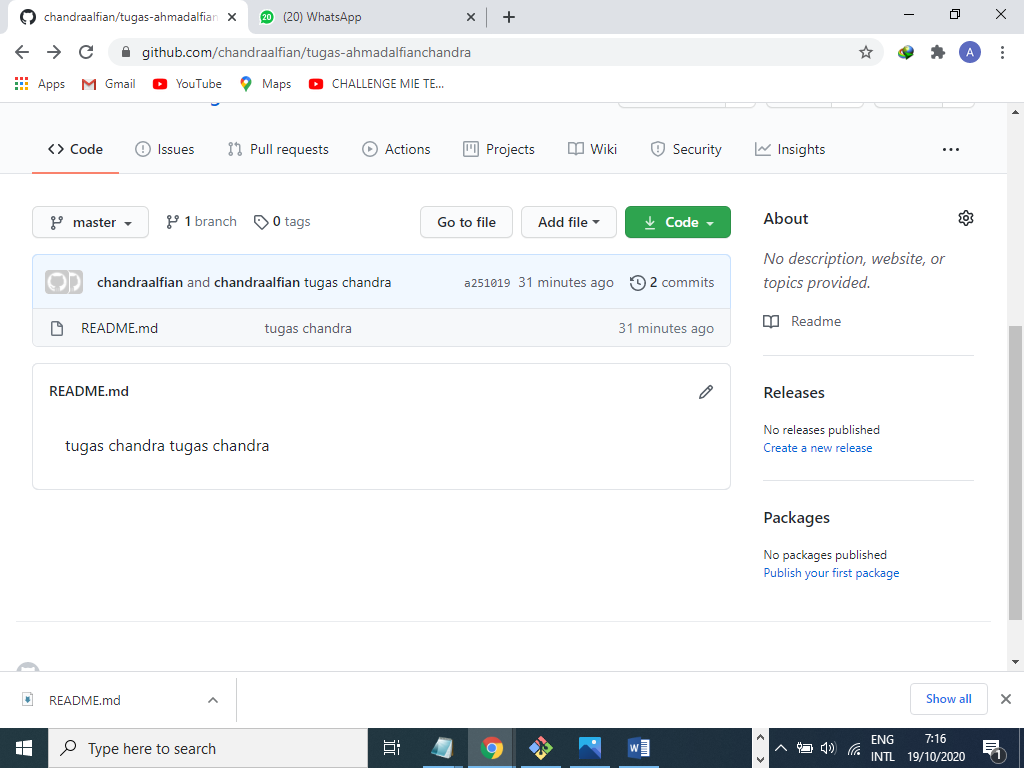 chandraalfian/tugas-ahmadalfian
20 (20) WhatsApp
github.com/chandraalfian/tugas-ahmadalfianchandra
A
Apps Gmail YouTube Maps CHALLENGE MIE TE...
<> Code Issues Pull requests Actions Projects Wiki Security Insights ...
master 1 branch 0 tags Go to file Add file Code
About
No description, website, or
topics provided.
Readme
chandraalfian and chandraalfian tugas chandra a251019 31 minutes ago 2 commits
README.md tugas chandra 31 minutes ago
README.md
tugas chandra tugas chandra
Releases
No releases published
Create a new release
Packages
No packages published
Publish your first package
README.md Show all
Type here to search
ENG
INTL
7:16
19/10/2020
1